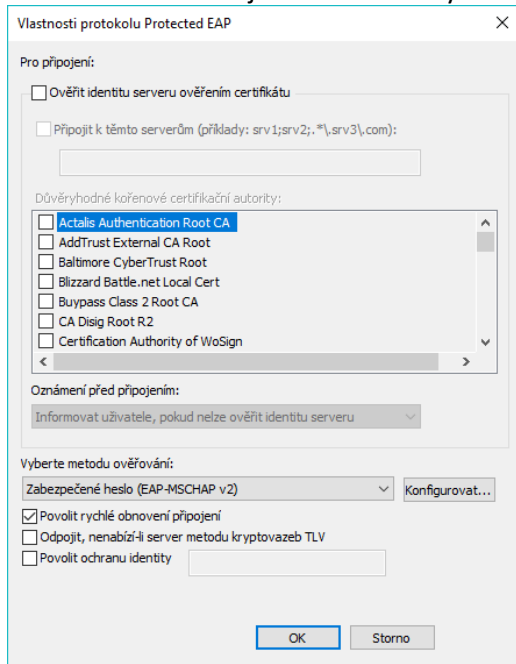 Vlastnosti protokolu Protected EAP
Pro připojení:
Ověřit identitu serveru ověřením certifikátu
Připojit k těmto serverům (příklady: srv1;srv2;.*\.srv3\.com):
Důvěryhodné kořenové certifikační autority:
Actalis Authentication Root CA
AddTrust External CA Root
Baltimore CyberTrust Root
Blizzard Battle.net Local Cert
Buypass Class 2 Root CA
CA Disig Root R2
Certification Authority of WoSign
Oznámení před připojením:
Informovat uživatele, pokud nelze ověřit identitu serveru
Vyberte metodu ověřování:
Zabezpečené heslo (EAP-MSCHAP v2) Konfigurovat...
Povolit rychlé obnovení připojení
Odpojit, nenabízí-li server metodu kryptovazeb TLV
Povolit ochranu identity
OK Storno